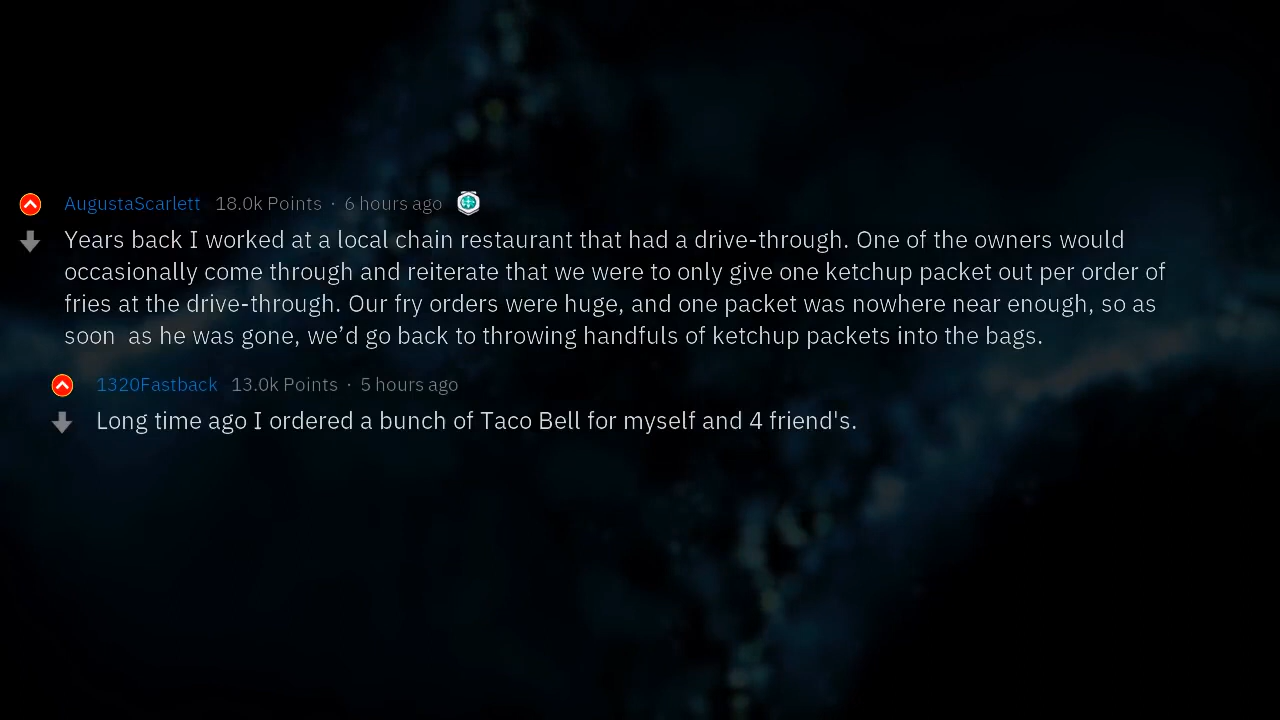 AugustaScarlett 18.0k Points · 6 hours ago
Years back I worked at a local chain restaurant that had a drive-through. One of the owners would
occasionally come through and reiterate that we were to only give one ketchup packet out per order of
fries at the drive-through. Our fry orders were huge, and one packet was nowhere near enough, so as
soon  as he was gone, we’d go back to throwing handfuls of ketchup packets into the bags.
1320Fastback 13.0k Points · 5 hours ago
Long time ago I ordered a bunch of Taco Bell for myself and 4 friend's.